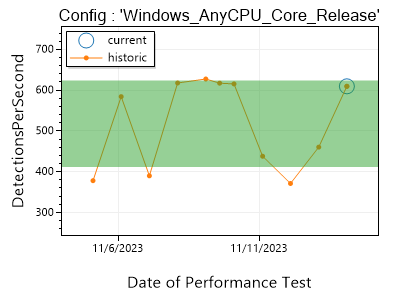 Config : 'Windows_AnyCPU_Core_Release'
current
historic
700
600
500
400
300
DetectionsPerSecond
11/6/2023
11/11/2023
Date of Performance Test